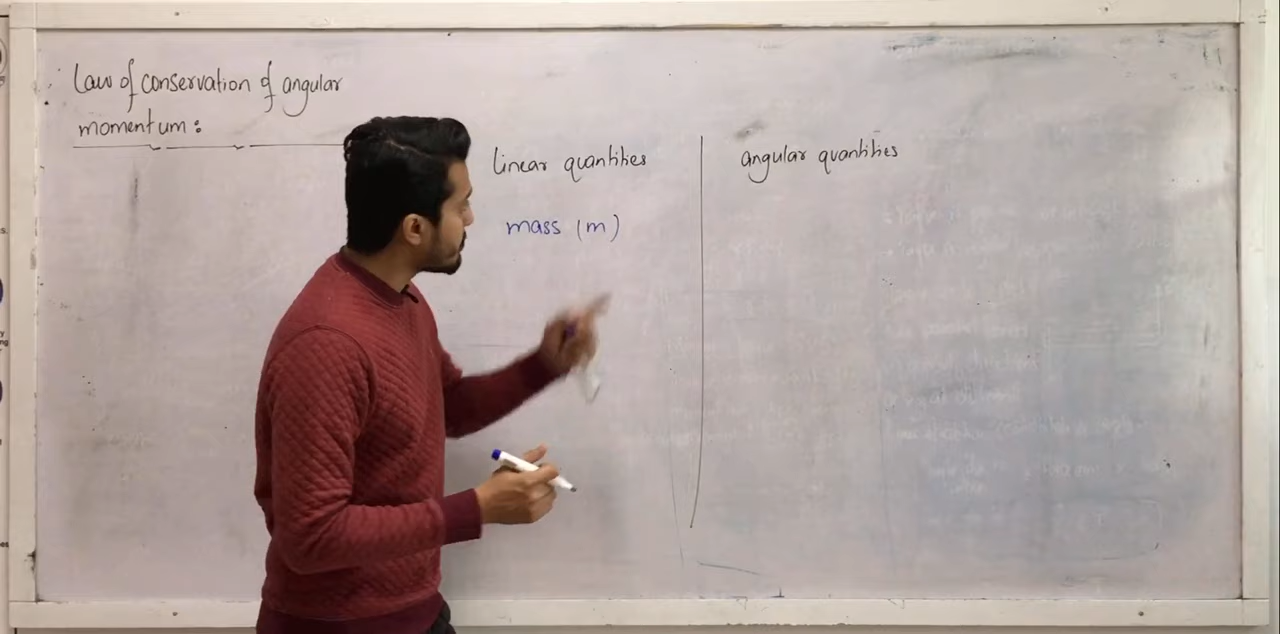 Law of conservation of angular
momentum:
linear quantities
angular quantities
mass (m)